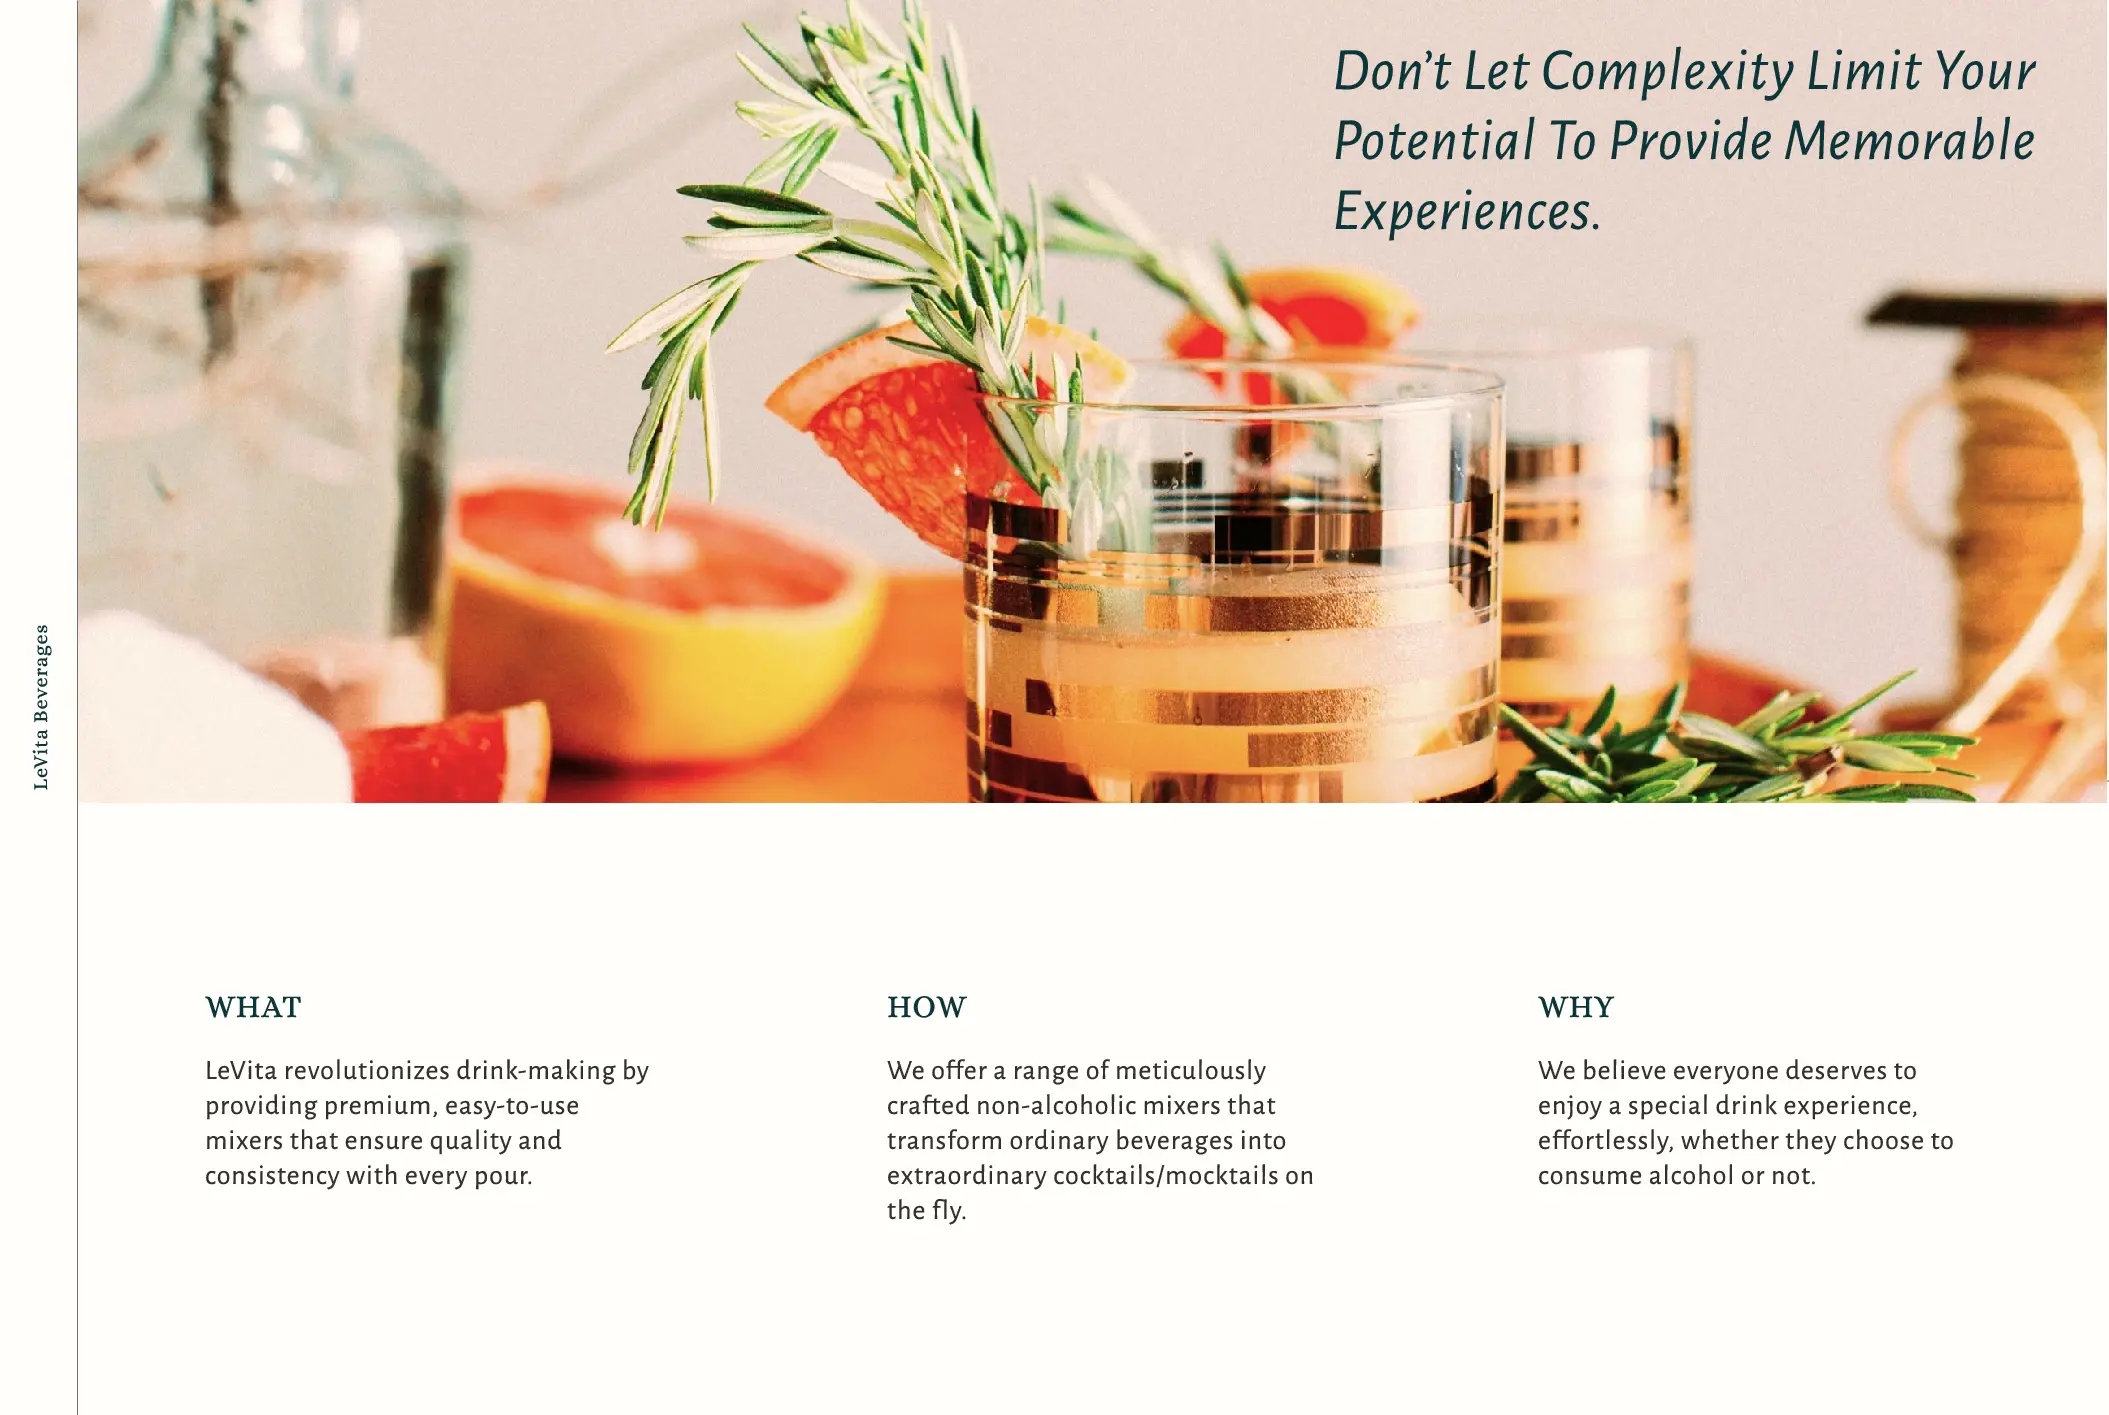 Don’t Let Complexity Limit Your
Potential To Provide Memorable
Experiences.
LeVita Beverages
WHAT
LeVita revolutionizes drink-making by
providing premium, easy-to-use
mixers that ensure quality and
consistency with every pour.
HOW
We offer a range of meticulously
crafted non-alcoholic mixers that
transform ordinary beverages into
extraordinary cocktails/mocktails on
the fly.
WHY
We believe everyone deserves to
enjoy a special drink experience,
effortlessly, whether they choose to
consume alcohol or not.